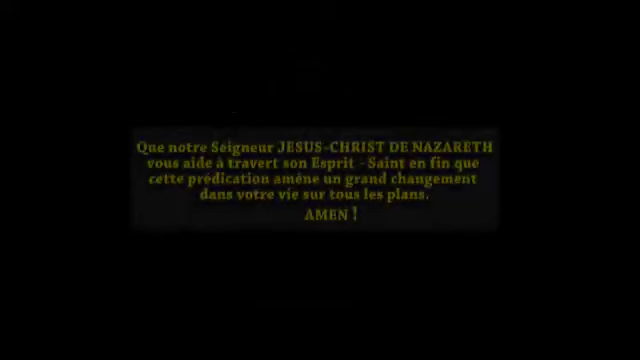 Que notre Seigneur JESUS-CHRIST DE NAZARETH
vous aide à travert son Esprit - Saint en fin que
cette prédication amène un grand changement
dans votre vie sur tous les plans.
AMEN !